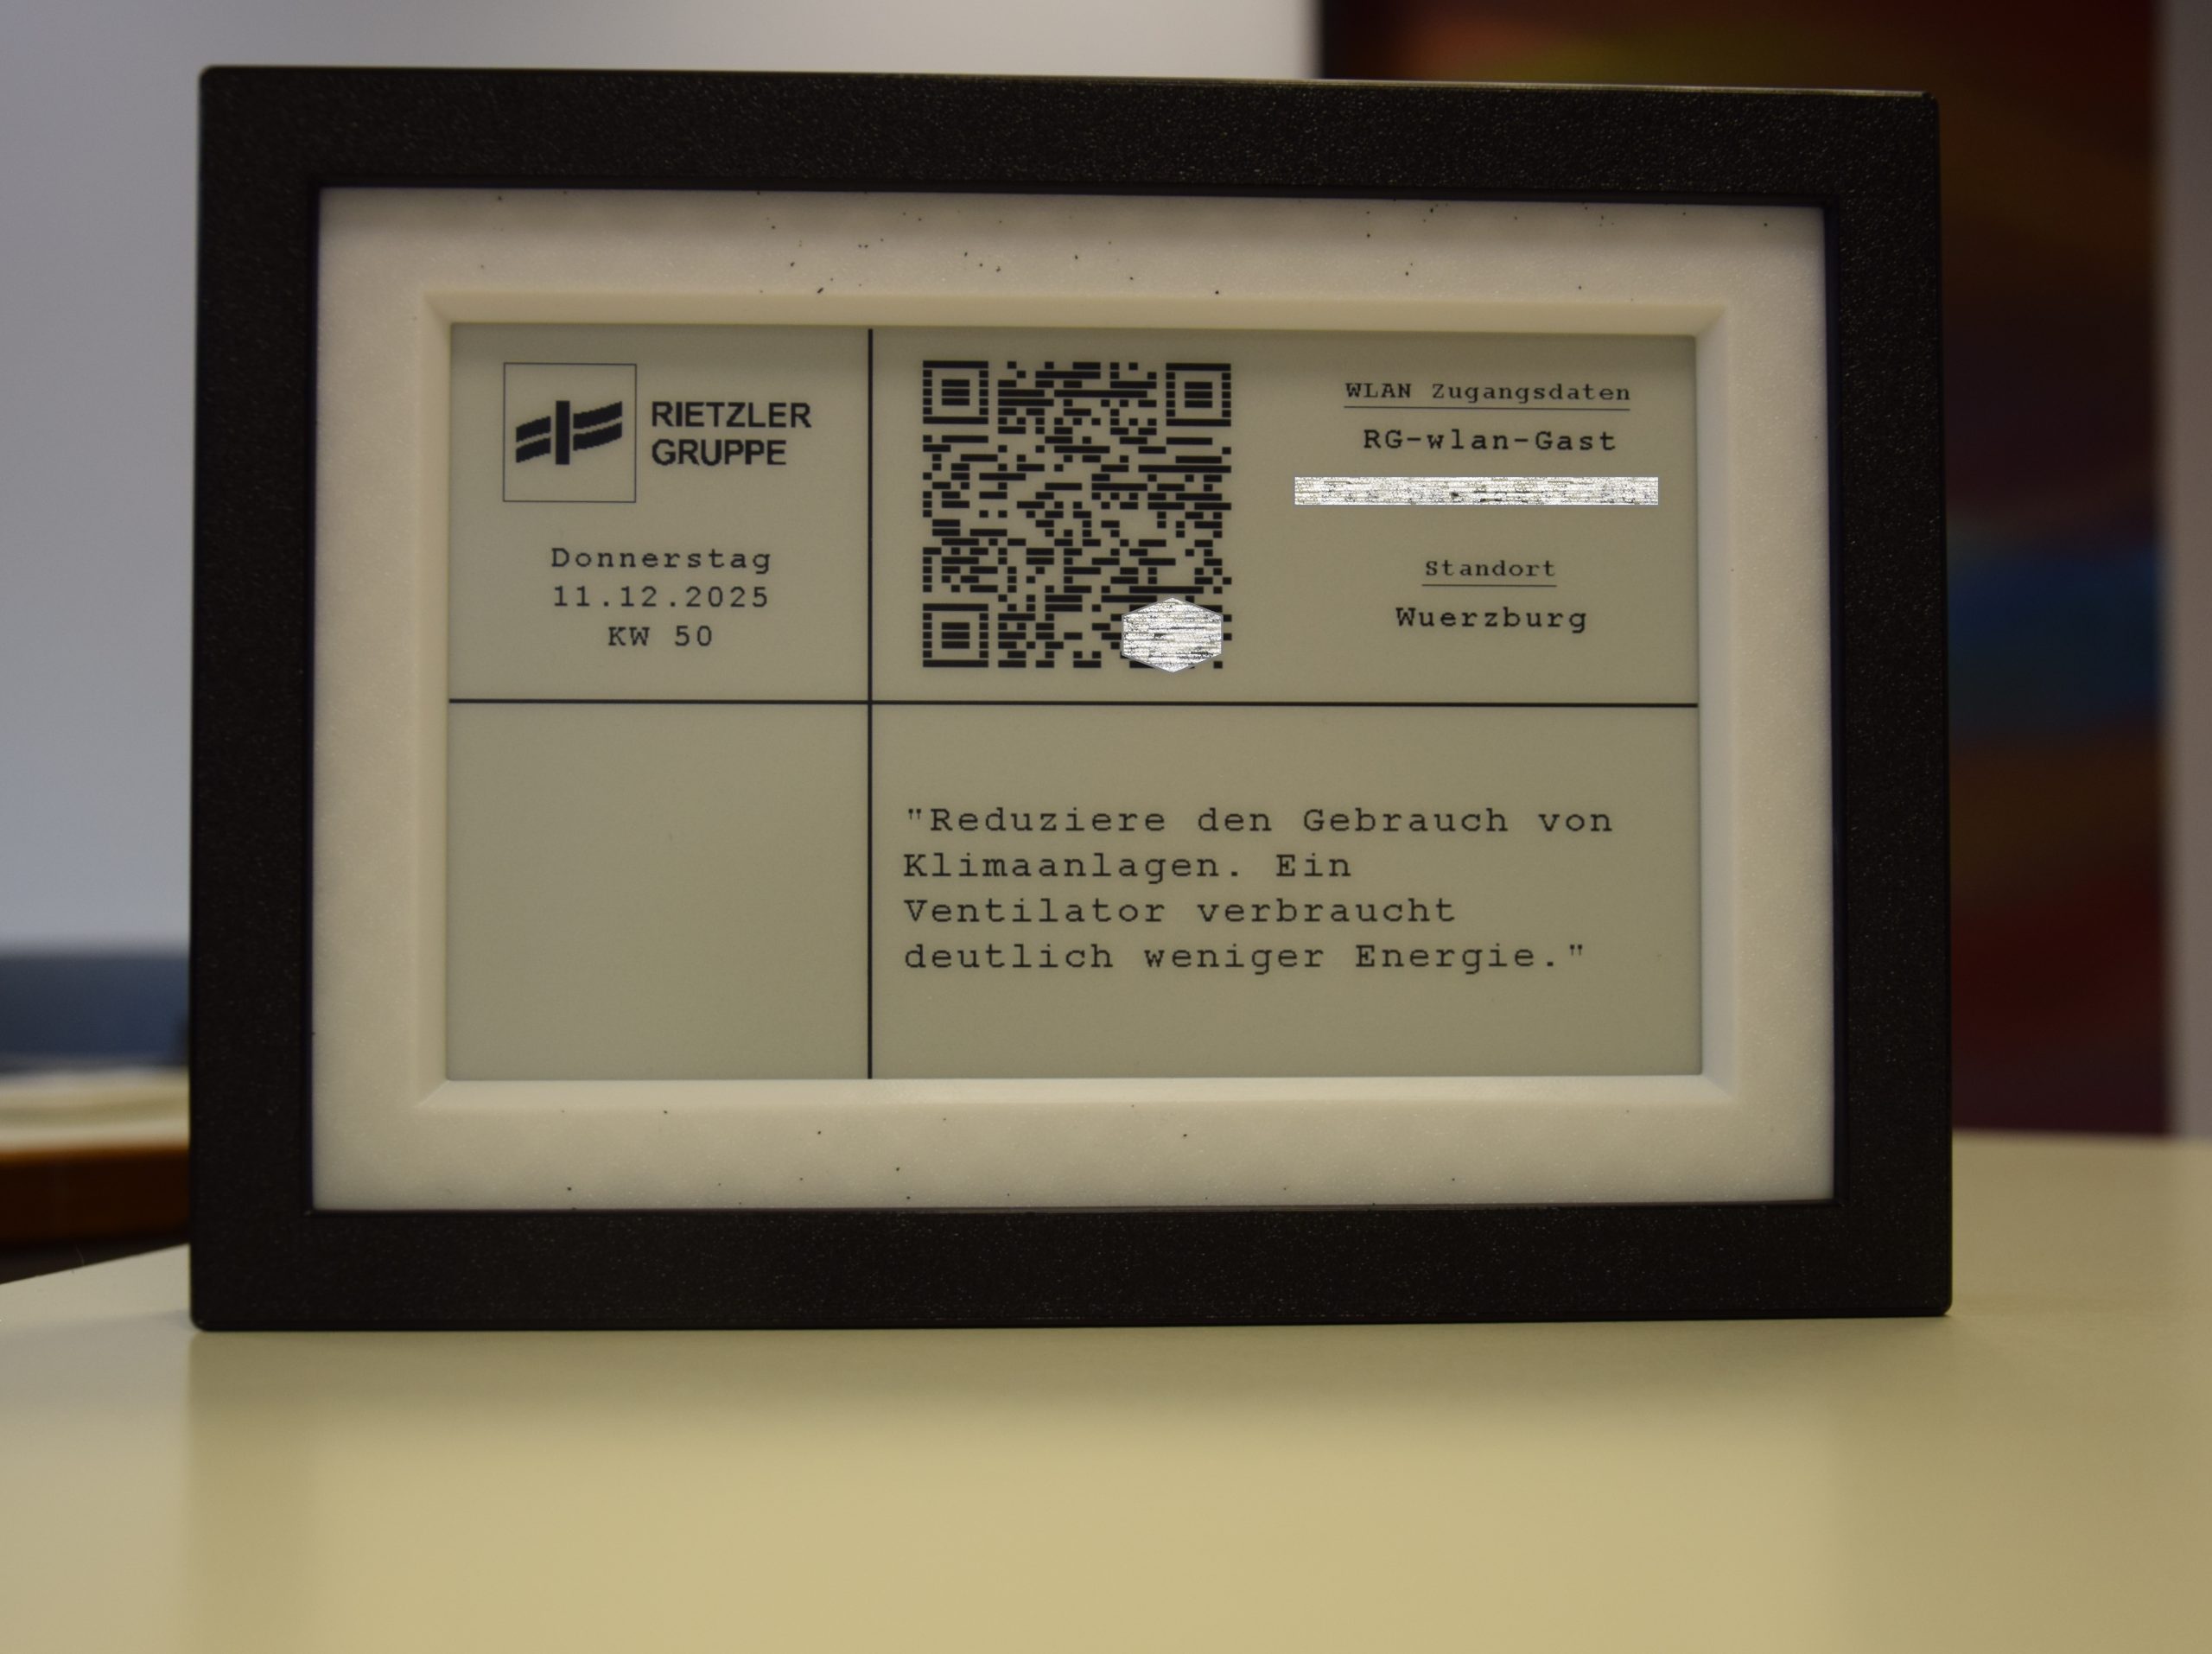 RIETZLER
GRUPPE
Donnerstag
11.12.2025
KW 50
WLAN Zugangsdaten
RG-wlan-Gast
Standort
Wuerzburg
"Reduziere den Gebrauch von
Klimaanlagen. Ein
Ventilator verbraucht
deutlich weniger Energie."